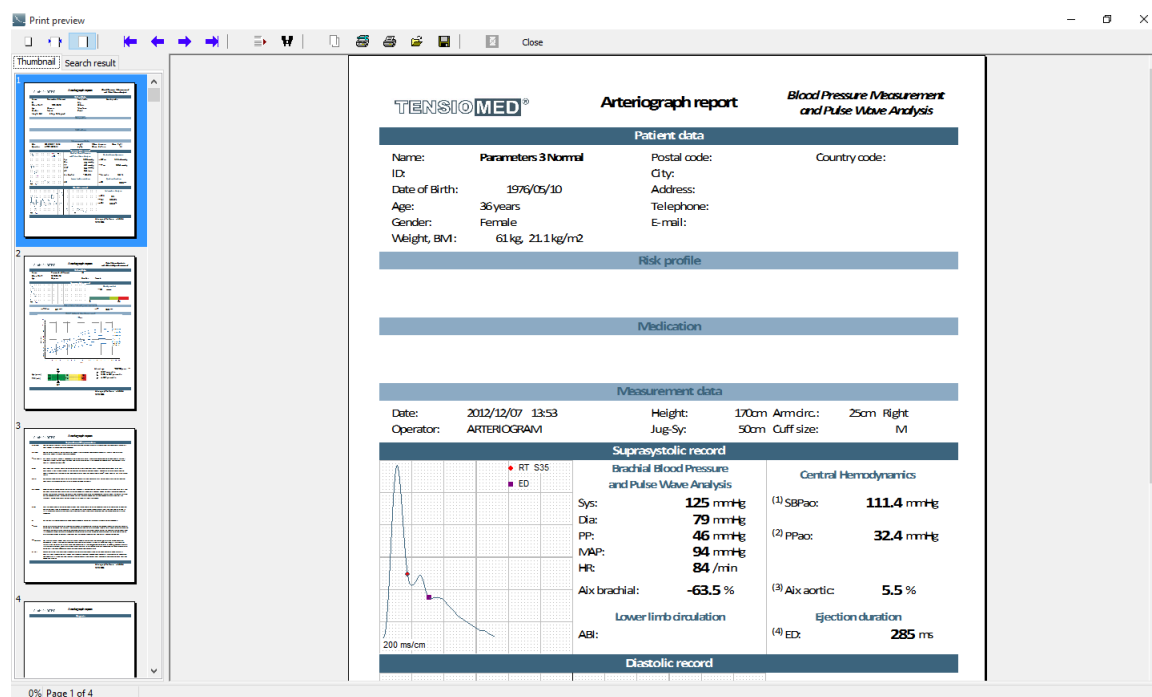 Print preview
Close
Thumbnail Search result
1
2
3
4
TENSIOMED®
Arteriograph report
Blood Pressure Measurement
and Pulse Wave Analysis
Patient data
Name: Parameters 3 Normal Postal code: Country code:
ID: City:
Date of Birth: 1976/05/10 Address:
Age: 36 years Telephone:
Gender: Female E-mail:
Weight, BMI: 61 kg, 21.1 kg/m2
Risk profile
Medication
Measurement data
Date: 2012/12/07 13:53 Height: 170cm Arm circ.: 25cm Right
Operator: ARTERIOGRAM Jug-Sy: 50cm Cuff size: M
Suprasystolic record
RT S35
ED
200 ms/cm
Brachial Blood Pressure
and Pulse Wave Analysis
Sys: 125 mmHg
Dia: 79 mmHg
PP: 46 mmHg
MAP: 94 mmHg
HR: 84 /min
Aix brachial: -63.5 %
Lower limb circulation
ABI:
Central Hemodynamics
(1) SBPao: 111.4 mmHg
(2) PPao: 32.4 mmHg
(3) Aix aortic: 5.5 %
Ejection duration
(4) ED: 285 ms
Diastolic record
0% Page 1 of 4